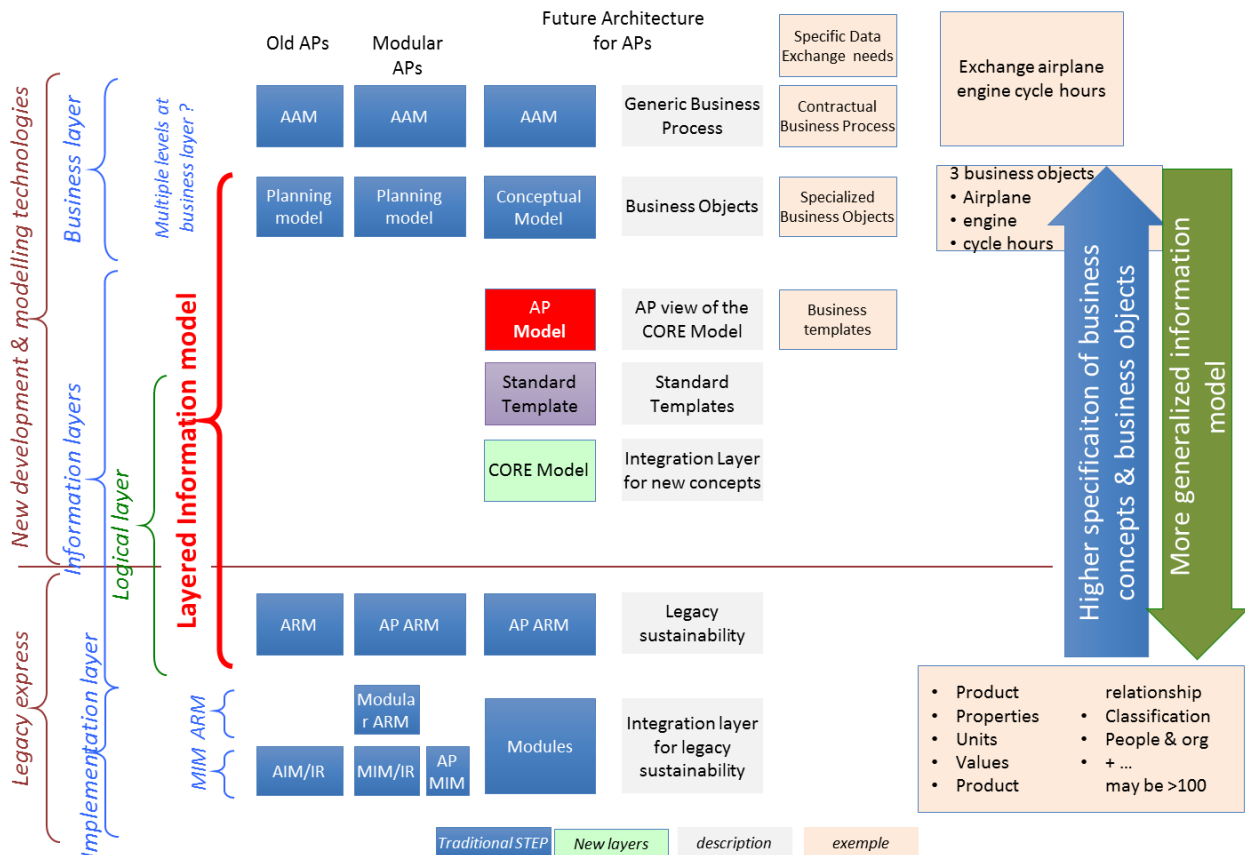 Future Architecture
for APs
Old APs
Modular
APs
Specific Data
Exchange needs
Exchange airplane
engine cycle hours
New development & modelling technologies
Business layer
Multiple levels at
business layer ?
AAM
AAM
AAM
Generic Business
Process
Contractual
Business Process
Planning
model
Planning
model
Conceptual
Model
Business Objects
Specialized
Business Objects
3 business objects
• Airplane
• engine
• cycle hours
Information layers
Logical layer
Layered Information model
AP
Model
AP view of the
CORE Model
Business
templates
Standard
Template
Standard
Templates
CORE Model
Integration Layer
for new concepts
Higher specificaiton of business
concepts & business objects
More generalized information
model
Legacy express
Implementation layer
ARM
AP ARM
AP ARM
Legacy
sustainability
MIM ARM
Modula
r ARM
Modules
Integration layer
for legacy
sustainability
AIM/IR
MIM/IR
AP
MIM
• Product
• Properties
• Units
• Values
• Product
relationship
• Classification
• People & org
• + ...
may be >100
Traditional STEP
New layers
description
exemple